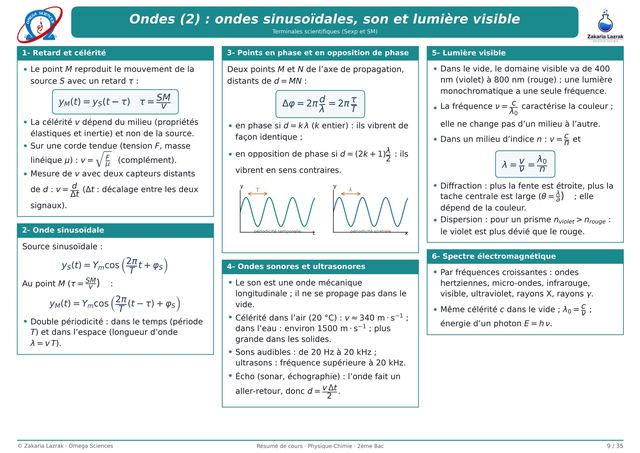 OMEGA SCIENCES
Ondes (2) : ondes sinusoïdales, son et lumière visible
Terminales scientifiques (Sexp et SM)
Zakaria Lazrak
1- Retard et célérité
• Le point M reproduit le mouvement de la
source S avec un retard τ :
y_M(t) = y_S(t − τ)   τ = SM/v
• La célérité v dépend du milieu (propriétés
élastiques et inertie) et non de la source.
• Sur une corde tendue (tension F, masse
linéique μ) : v = √(F/μ) (complément).
• Mesure de v avec deux capteurs distants
de d : v = d/Δt (Δt : décalage entre les deux
signaux).
2- Onde sinusoïdale
Source sinusoïdale :
y_S(t) = Y_m cos(2π/T t + φ_S)
Au point M (τ = SM/v) :
y_M(t) = Y_m cos(2π/T (t − τ) + φ_S)
• Double périodicité : dans le temps (période
T) et dans l'espace (longueur d'onde
λ = v T).
3- Points en phase et en opposition de phase
Deux points M et N de l'axe de propagation,
distants de d = MN :
Δφ = 2π d/λ = 2π τ/T
• en phase si d = k λ (k entier) : ils vibrent de
façon identique ;
• en opposition de phase si d = (2k + 1) λ/2 : ils
vibrent en sens contraires.
y
T
périodicité temporelle
t
y
λ
périodicité spatiale
x
4- Ondes sonores et ultrasonores
• Le son est une onde mécanique
longitudinale ; il ne se propage pas dans le
vide.
• Célérité dans l'air (20 °C) : v ≈ 340 m · s⁻¹ ;
dans l'eau : environ 1500 m · s⁻¹ ; plus
grande dans les solides.
• Sons audibles : de 20 Hz à 20 kHz ;
ultrasons : fréquence supérieure à 20 kHz.
• Écho (sonar, échographie) : l'onde fait un
aller-retour, donc d = v Δt/2.
5- Lumière visible
• Dans le vide, le domaine visible va de 400
nm (violet) à 800 nm (rouge) ; une lumière
monochromatique a une seule fréquence.
• La fréquence ν = c/λ₀ caractérise la couleur ;
elle ne change pas d'un milieu à l'autre.
• Dans un milieu d'indice n : v = c/n et
λ = v/ν = λ₀/n
• Diffraction : plus la fente est étroite, plus la
tache centrale est large (θ = λ/a) ; elle
dépend de la couleur.
• Dispersion : pour un prisme n_violet > n_rouge :
le violet est plus dévié que le rouge.
6- Spectre électromagnétique
• Par fréquences croissantes : ondes
hertziennes, micro-ondes, infrarouge,
visible, ultraviolet, rayons X, rayons γ.
• Même célérité c dans le vide ; λ₀ = c/ν ;
énergie d'un photon E = h ν.
© Zakaria Lazrak · Omega Sciences
Résumé de cours · Physique-Chimie · 2ème Bac
9 / 35